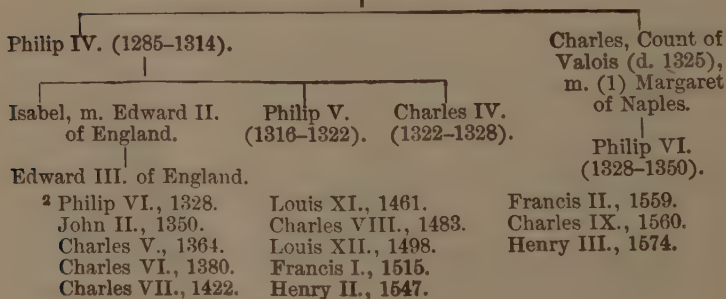 Philip IV. (1285–1314).
Charles, Count of
Valois (d. 1325),
m. (1) Margaret
of Naples.
Isabel, m. Edward II.
of England.
Philip V.
(1316–1322).
Charles IV.
(1322–1328).
Philip VI.
(1328–1350).
Edward III. of England.
² Philip VI., 1328.
John II., 1350.
Charles V., 1364.
Charles VI., 1380.
Charles VII., 1422.
Louis XI., 1461.
Charles VIII., 1483.
Louis XII., 1498.
Francis I., 1515.
Henry II., 1547.
Francis II., 1559.
Charles IX., 1560.
Henry III., 1574.